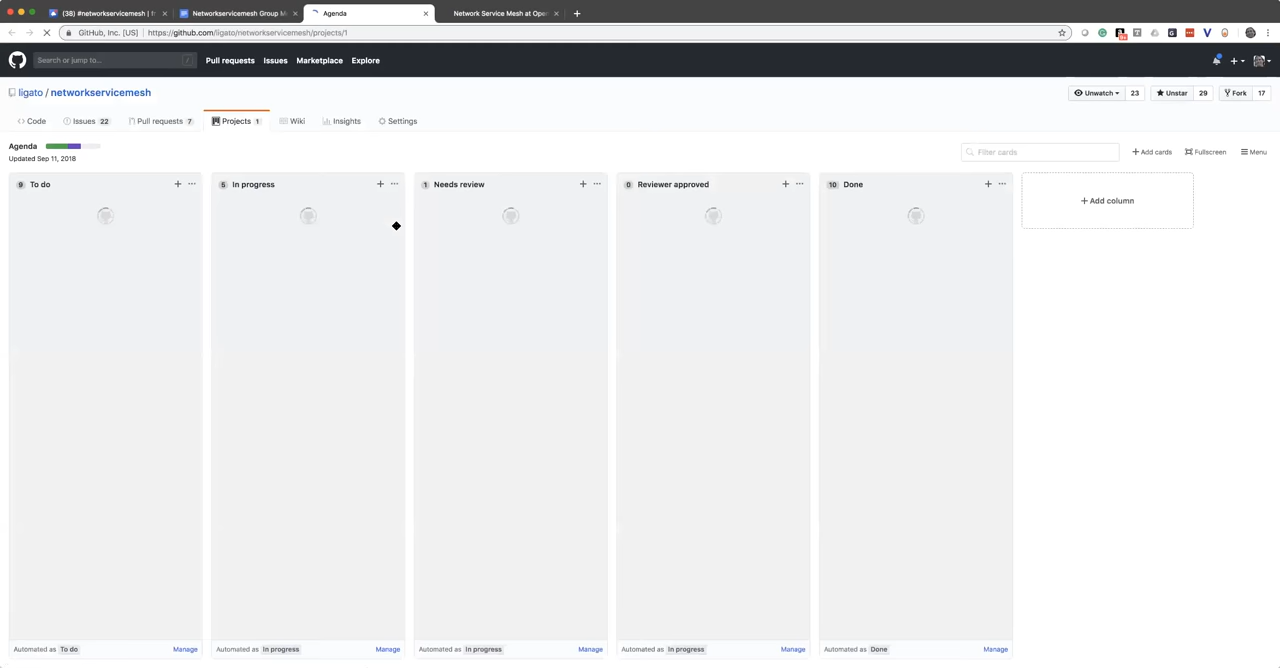 (38) #networkservicemesh | fr
Networkservicemesh Group M
Agenda
Network Service Mesh at Open
GitHub, Inc. [US] | https://github.com/ligato/networkservicemesh/projects/1
Search or jump to... /
Pull requests Issues Marketplace Explore
ligato / networkservicemesh
Unwatch 23 Unstar 29 Fork 17
Code Issues 22 Pull requests 7 Projects 1 Wiki Insights Settings
Agenda
Updated Sep 11, 2018
Filter cards
+ Add cards Fullscreen Menu
9 To do
5 In progress
1 Needs review
0 Reviewer approved
10 Done
+ Add column
Automated as To do Manage
Automated as In progress Manage
Automated as In progress Manage
Automated as In progress Manage
Automated as Done Manage